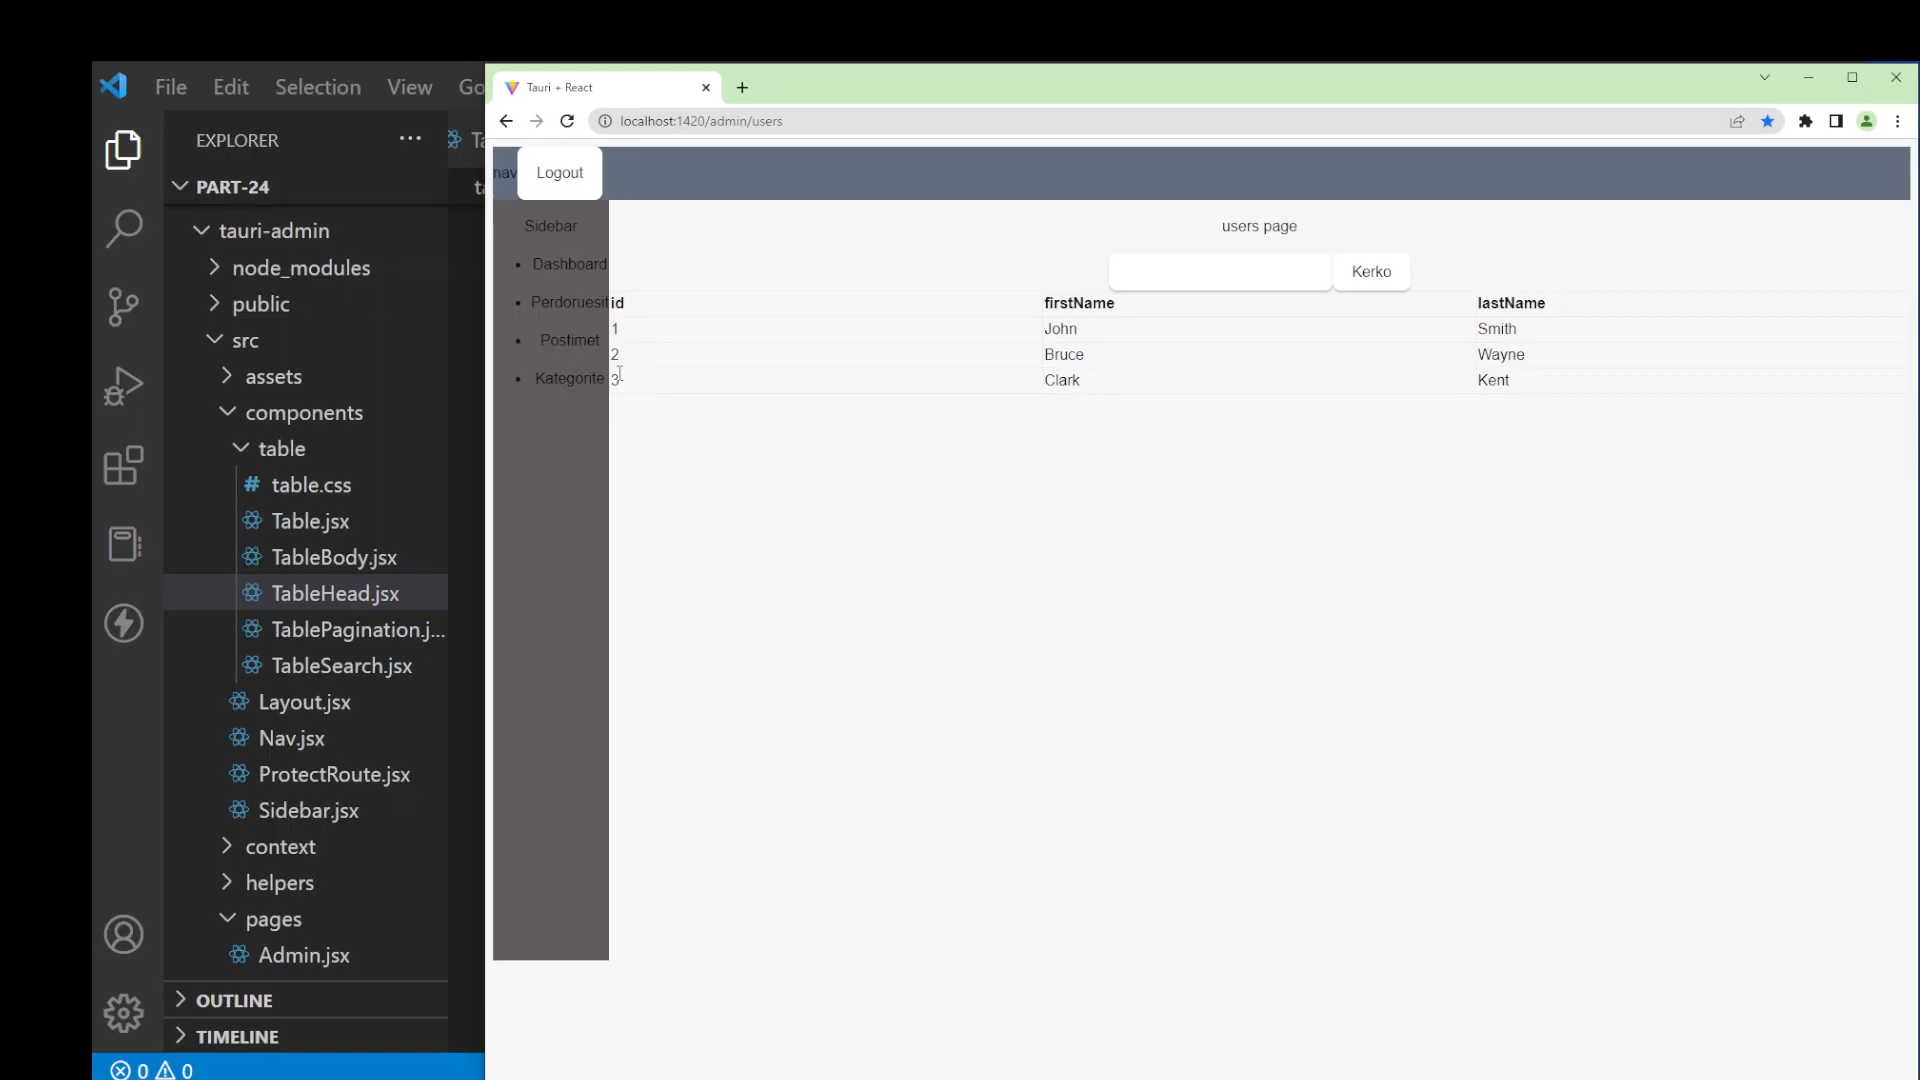 File Edit Selection View Go
EXPLORER
PART-24
tauri-admin
node_modules
public
src
assets
components
table
# table.css
Table.jsx
TableBody.jsx
TableHead.jsx
TablePagination.j...
TableSearch.jsx
Layout.jsx
Nav.jsx
ProtectRoute.jsx
Sidebar.jsx
context
helpers
pages
Admin.jsx
OUTLINE
TIMELINE
0 0
Tauri + React
localhost:1420/admin/users
nav Logout
Sidebar
• Dashboard
• Perdoruesit
• Postimet
• Kategorite
users page
Kerko
id firstName lastName
1 John Smith
2 Bruce Wayne
3 Clark Kent